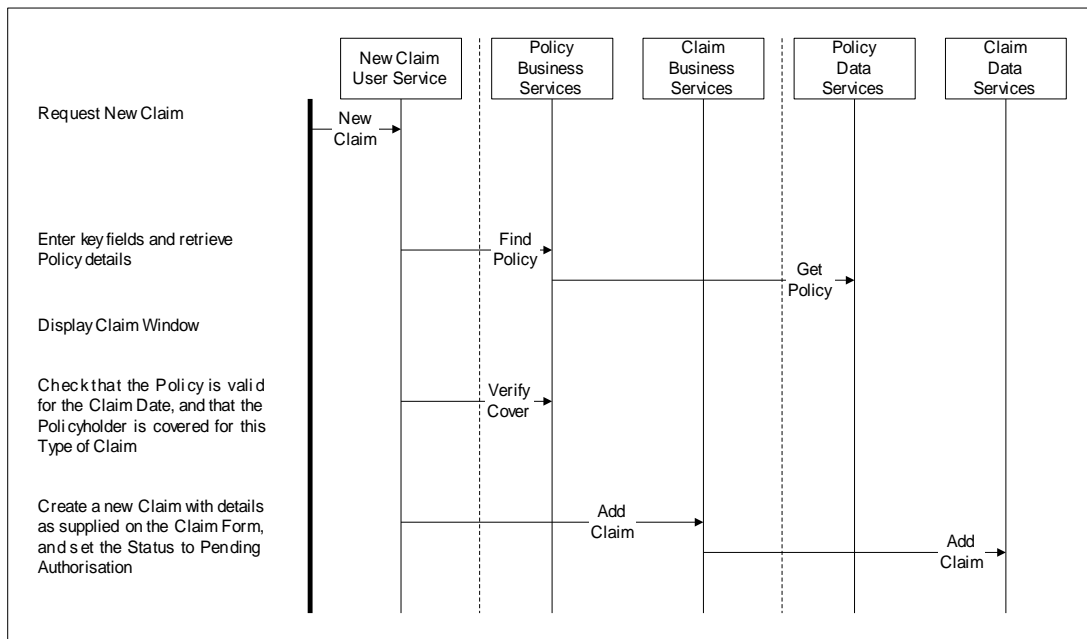 New Claim
User Service
Policy
Business
Services
Claim
Business
Services
Policy
Data
Services
Claim
Data
Services
Request New Claim
New
Claim
Enter key fields and retrieve
Policy details
Find
Policy
Get
Policy
Display Claim Window
Check that the Policy is valid
for the Claim Date, and that the
Policyholder is covered for this
Type of Claim
Verify
Cover
Create a new Claim with details
as supplied on the Claim Form,
and set the Status to Pending
Authorisation
Add
Claim
Add
Claim